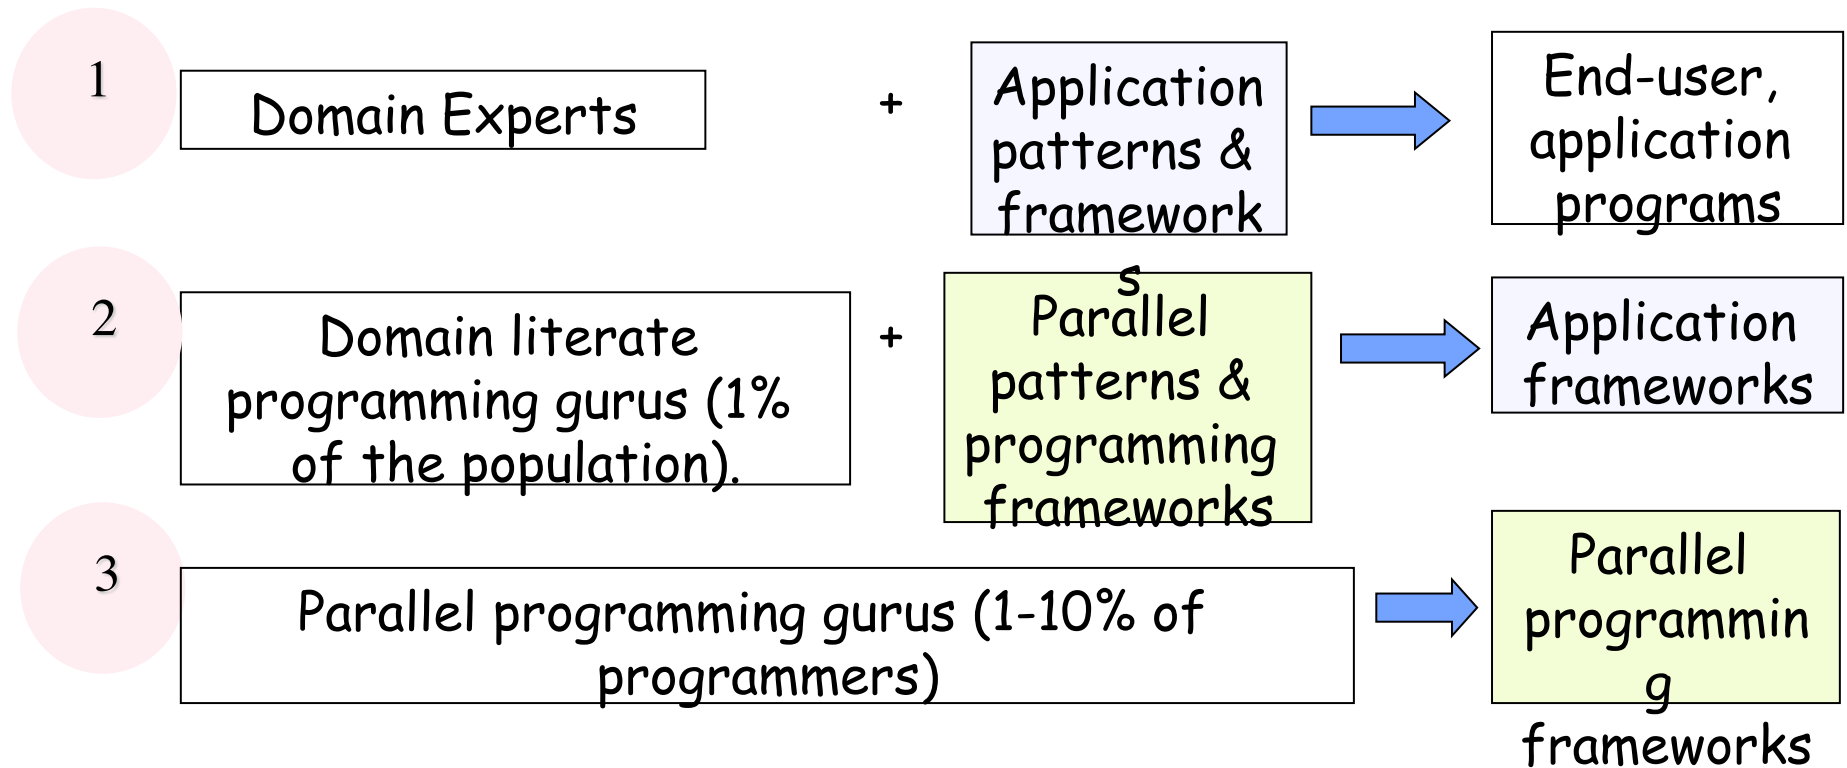 1
Domain Experts
+
Application
patterns &
framework
s
End-user,
application
programs
2
Domain literate
programming gurus (1%
of the population).
+
Parallel
patterns &
programming
frameworks
Application
frameworks
3
Parallel programming gurus (1-10% of
programmers)
Parallel
programmin
g
frameworks